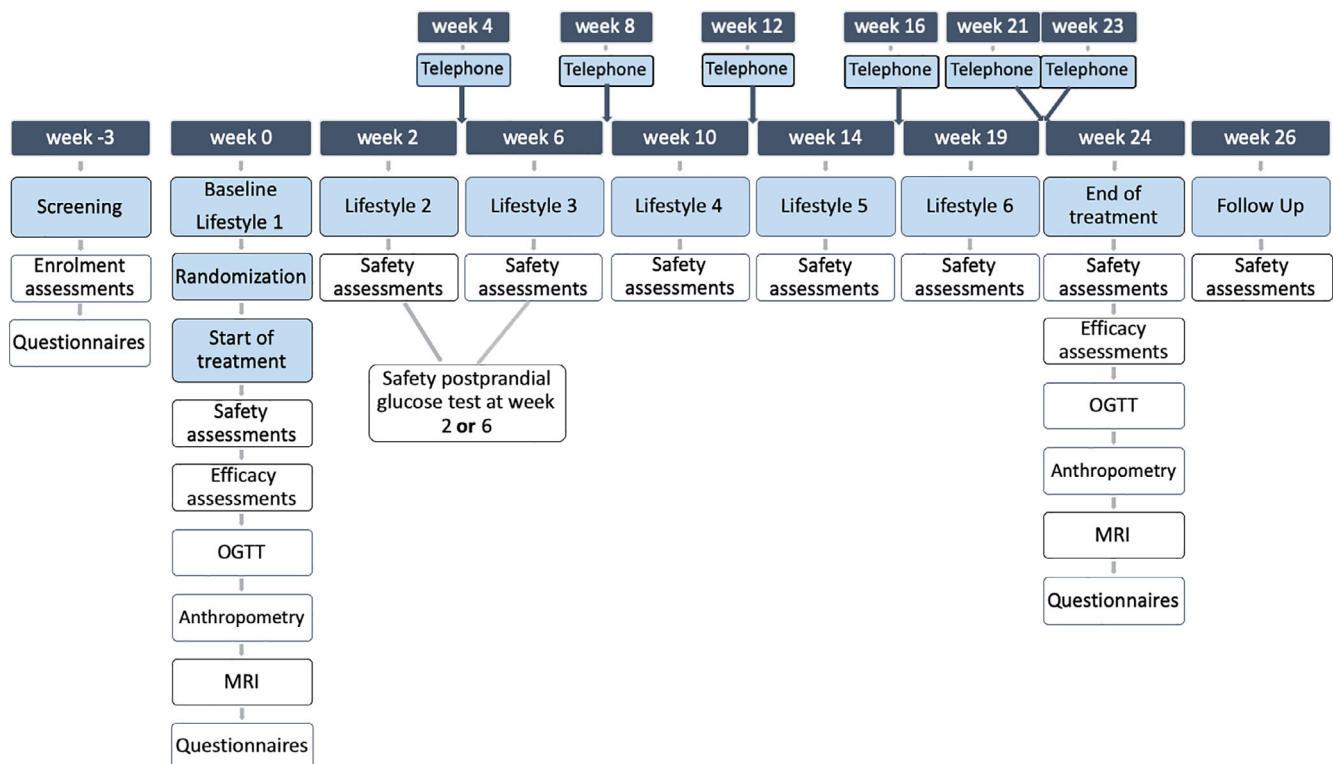 week 4
week 8
week 12
week 16
week 21
week 23
Telephone
Telephone
Telephone
Telephone
Telephone
Telephone
week -3
week 0
week 2
week 6
week 10
week 14
week 19
week 24
week 26
Screening
Baseline
Lifestyle 1
Lifestyle 2
Lifestyle 3
Lifestyle 4
Lifestyle 5
Lifestyle 6
End of
treatment
Follow Up
Enrolment
assessments
Randomization
Safety
assessments
Safety
assessments
Safety
assessments
Safety
assessments
Safety
assessments
Safety
assessments
Safety
assessments
Questionnaires
Start of
treatment
Efficacy
assessments
Safety postprandial
glucose test at week
2 or 6
Safety
assessments
OGTT
Efficacy
assessments
Anthropometry
OGTT
MRI
Anthropometry
Questionnaires
MRI
Questionnaires